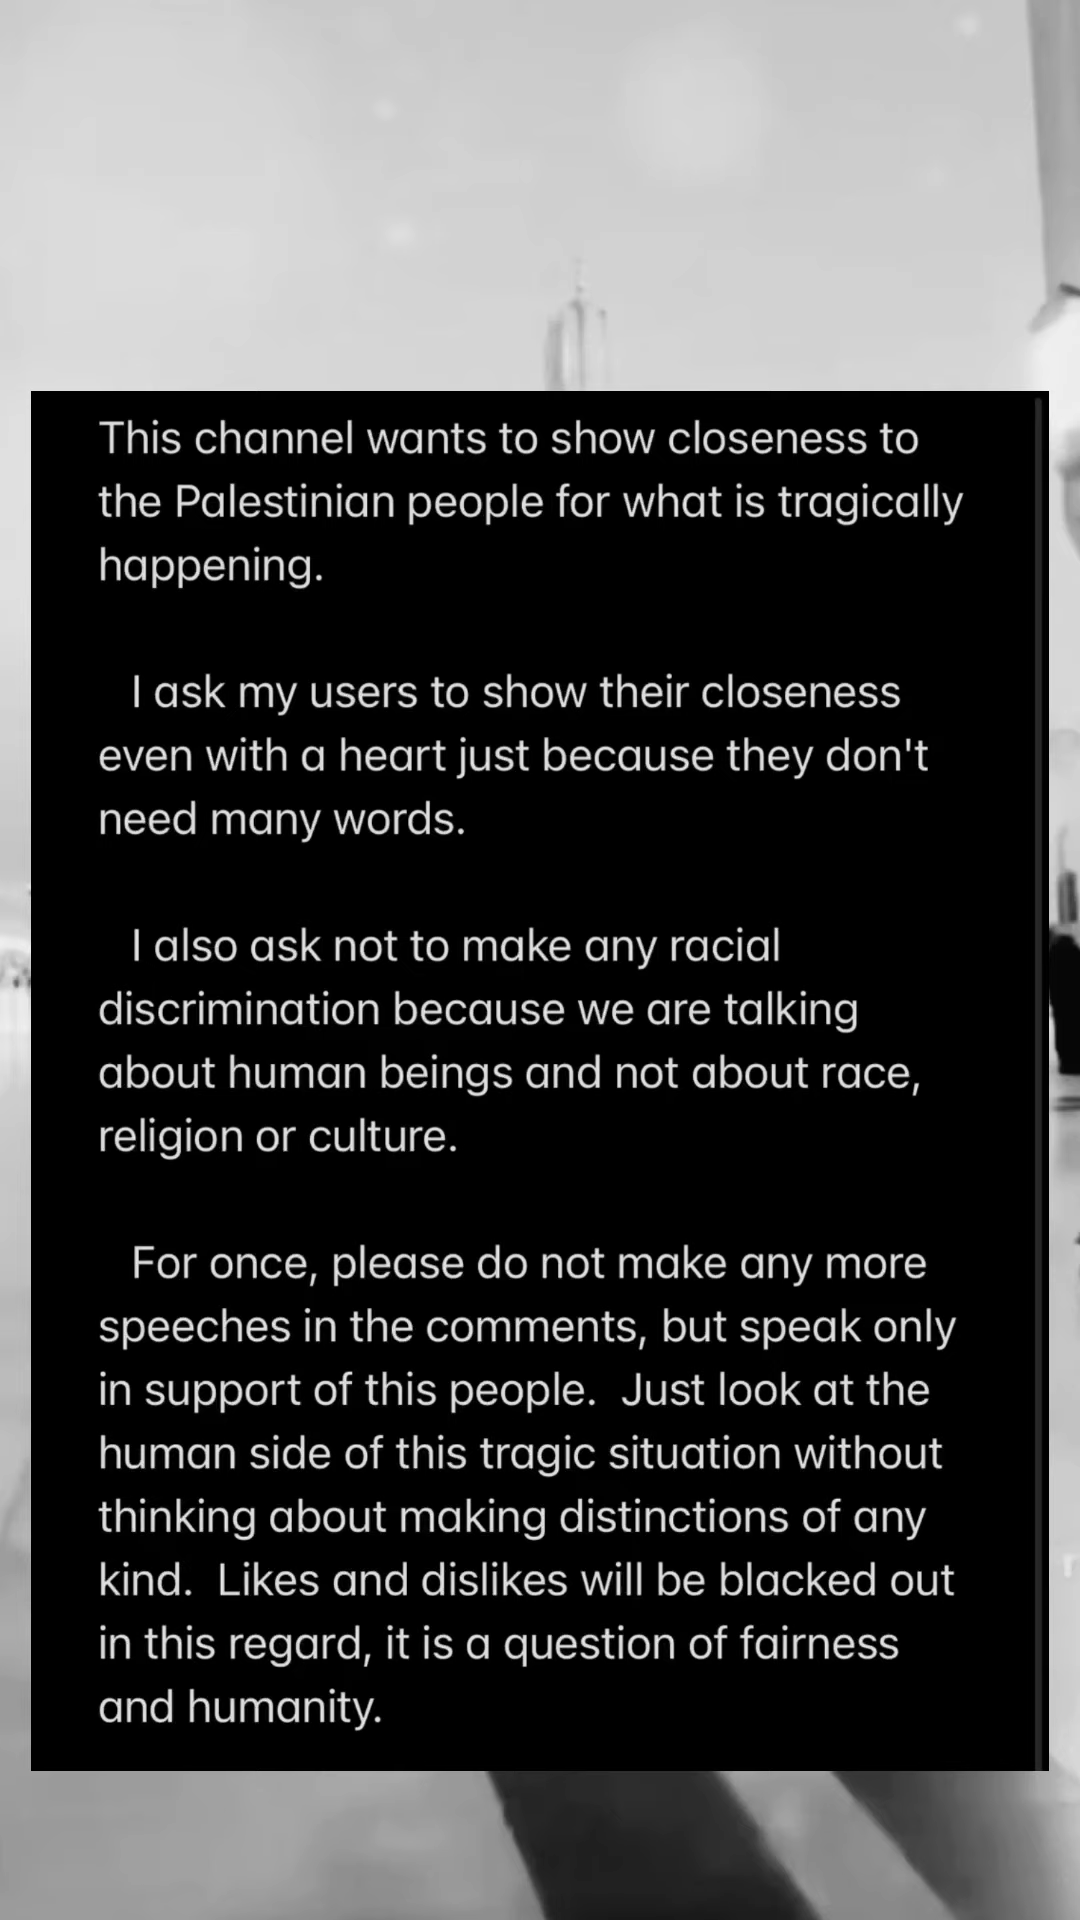 This channel wants to show closeness to
the Palestinian people for what is tragically
happening.
I ask my users to show their closeness
even with a heart just because they don't
need many words.
I also ask not to make any racial
discrimination because we are talking
about human beings and not about race,
religion or culture.
For once, please do not make any more
speeches in the comments, but speak only
in support of this people.  Just look at the
human side of this tragic situation without
thinking about making distinctions of any
kind.  Likes and dislikes will be blacked out
in this regard, it is a question of fairness
and humanity.